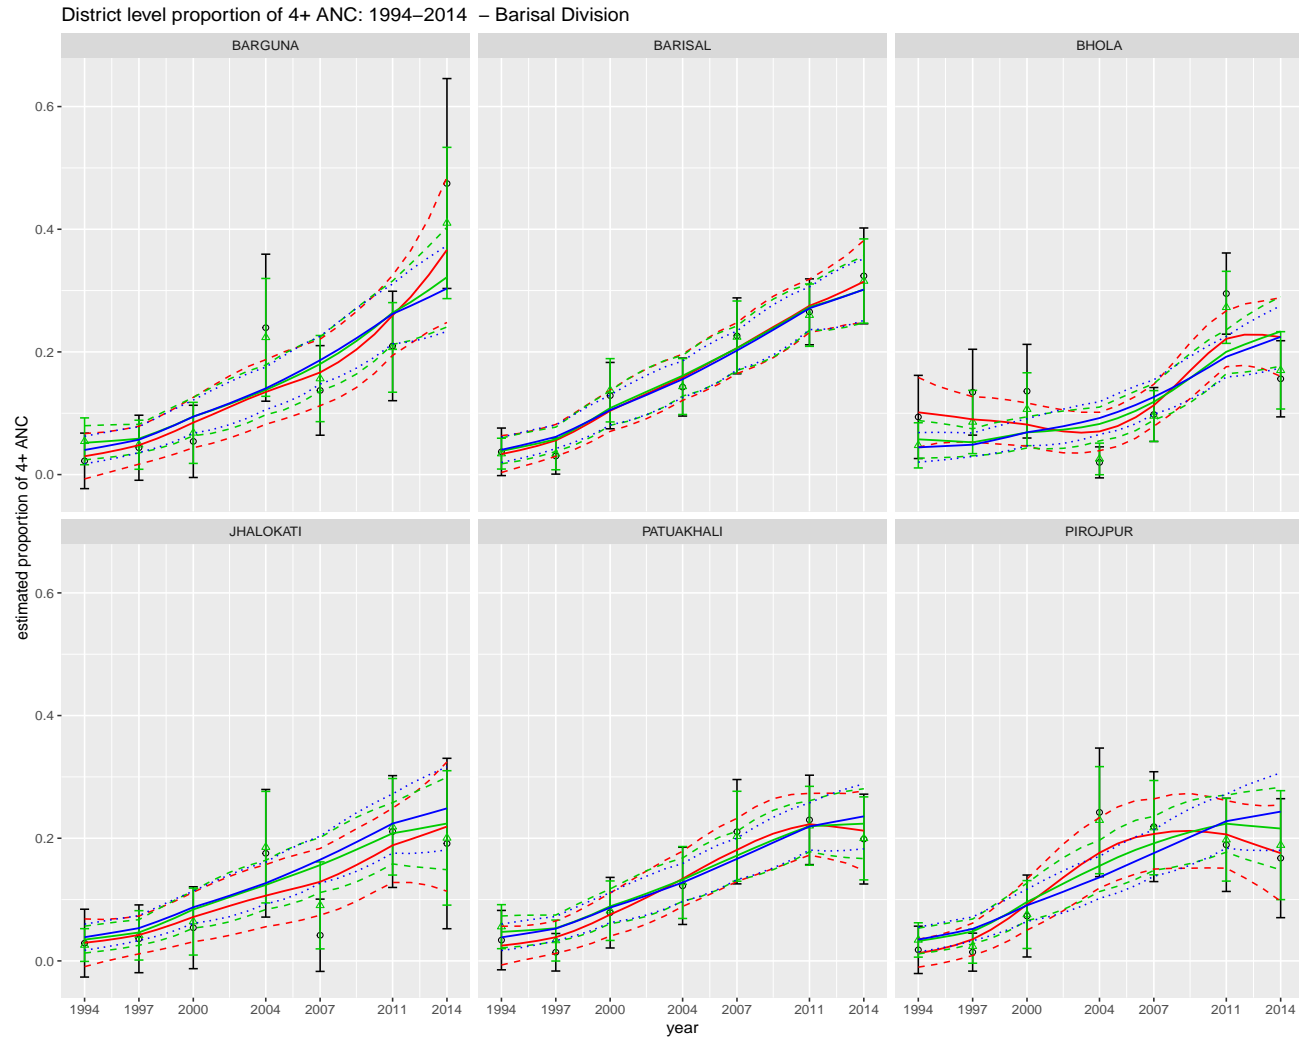 District level proportion of 4+ ANC: 1994−2014 − Barisal Division
BARGUNA BARISAL BHOLA
0.6
0.4
0.2
0.0
JHALOKATI PATUAKHALI PIROJPUR
0.6
0.4
0.2
0.0
1994 1997 2000 2004 2007 2011 2014 1994 1997 2000 2004 2007 2011 2014 1994 1997 2000 2004 2007 2011 2014
year
estimated proportion of 4+ ANC